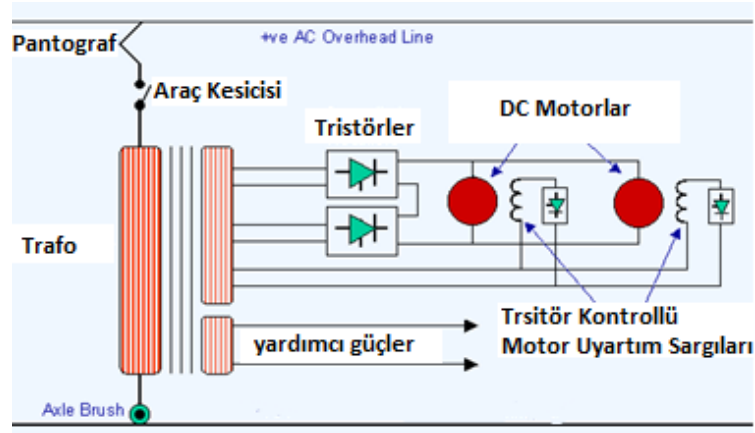 +ve AC Overhead Line
Pantograf
Araç Kesicisi
Tristörler
DC Motorlar
Trafo
Trsitör Kontrollü
Motor Uyartım Sargıları
yardımcı güçler
Axle Brush